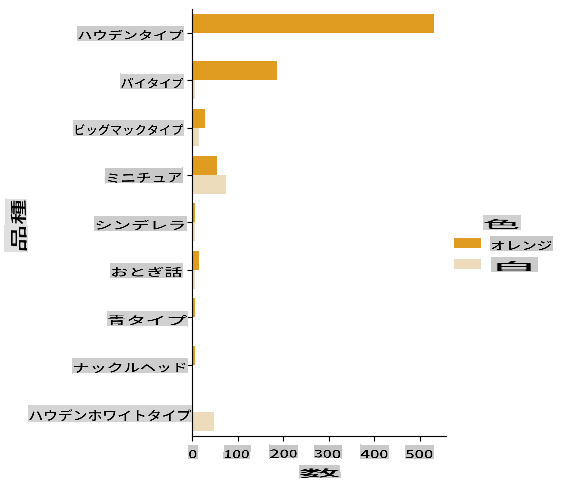 ハウデンタイプ
パイタイプ
ビッグマックタイプ
ミニチュア
シンデレラ
おとぎ話
青タイプ
ナックルヘッド
ハウデンホワイトタイプ
品種
0 100 200 300 400 500
数
色
オレンジ
白